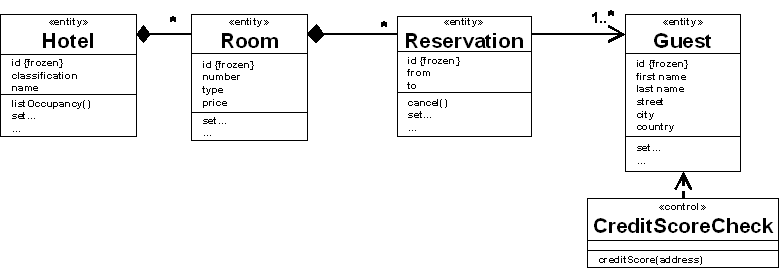 «entity»
Hotel
id {frozen}
classification
name
listOccupancy()
set...
...
*
«entity»
Room
id {frozen}
number
type
price
set...
...
*
«entity»
Reservation
id {frozen}
from
to
cancel()
set...
...
1..*
«entity»
Guest
id {frozen}
first name
last name
street
city
country
set...
...
«control»
CreditScoreCheck
creditScore(address)